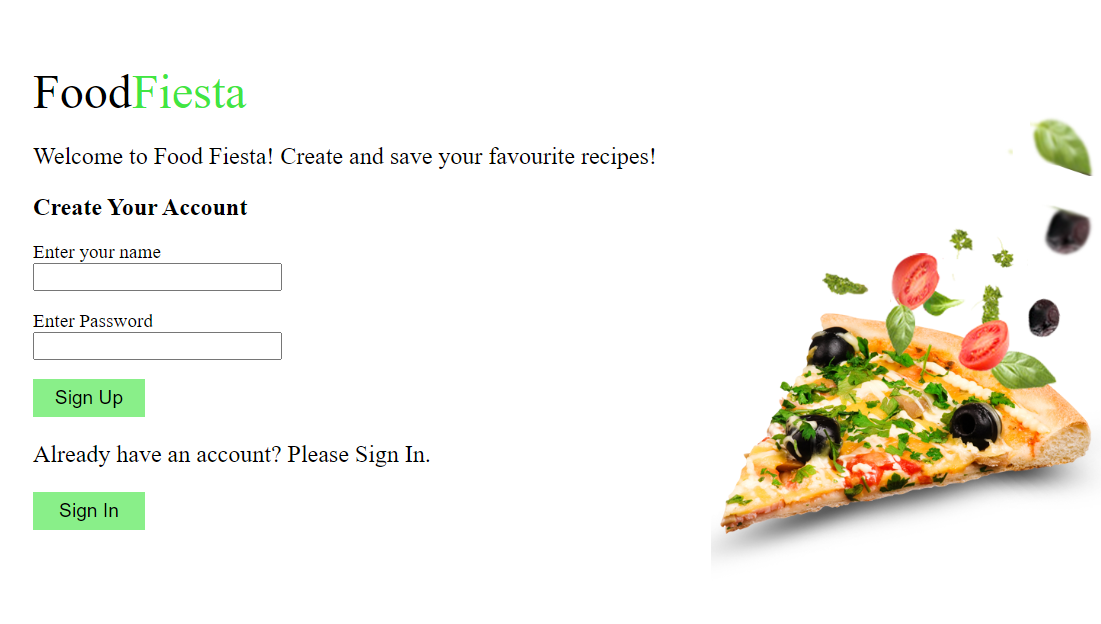 FoodFiesta
Welcome to Food Fiesta! Create and save your favourite recipes!
Create Your Account
Enter your name
Enter Password
Sign Up
Already have an account? Please Sign In.
Sign In